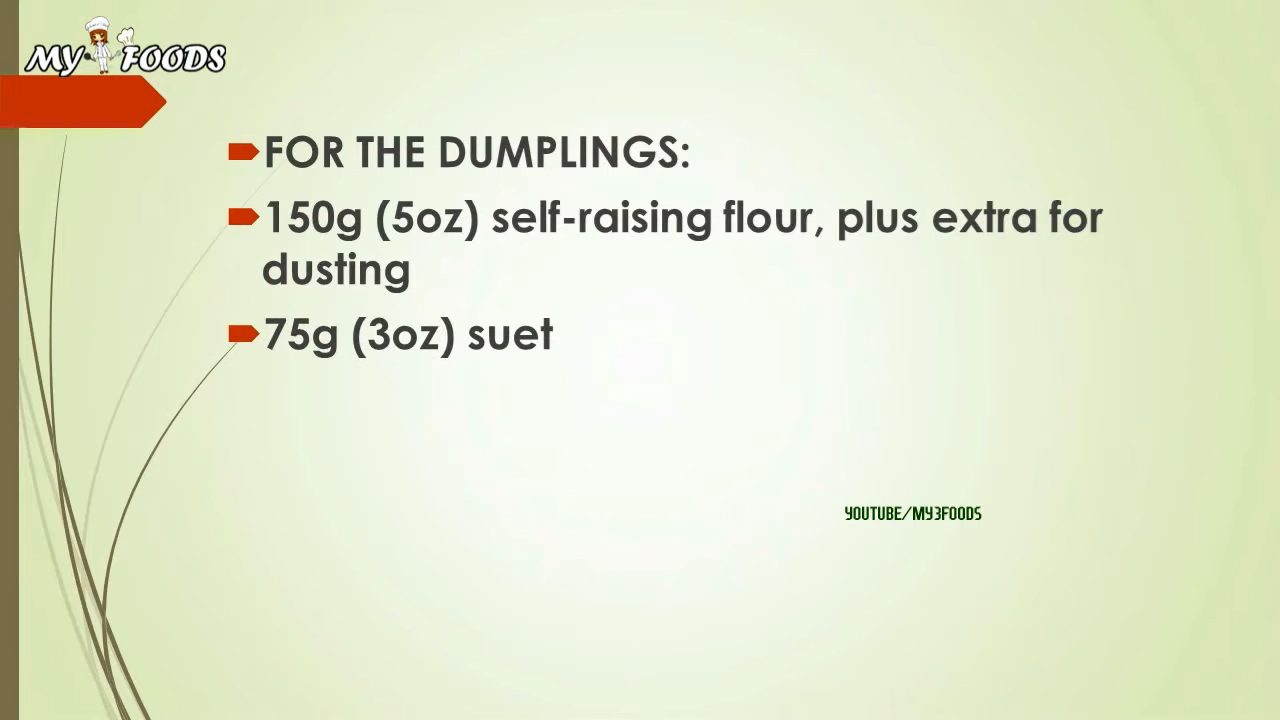 MY FOODS
FOR THE DUMPLINGS:
150g (5oz) self-raising flour, plus extra for
dusting
75g (3oz) suet
YOUTUBE/MY3FOODS